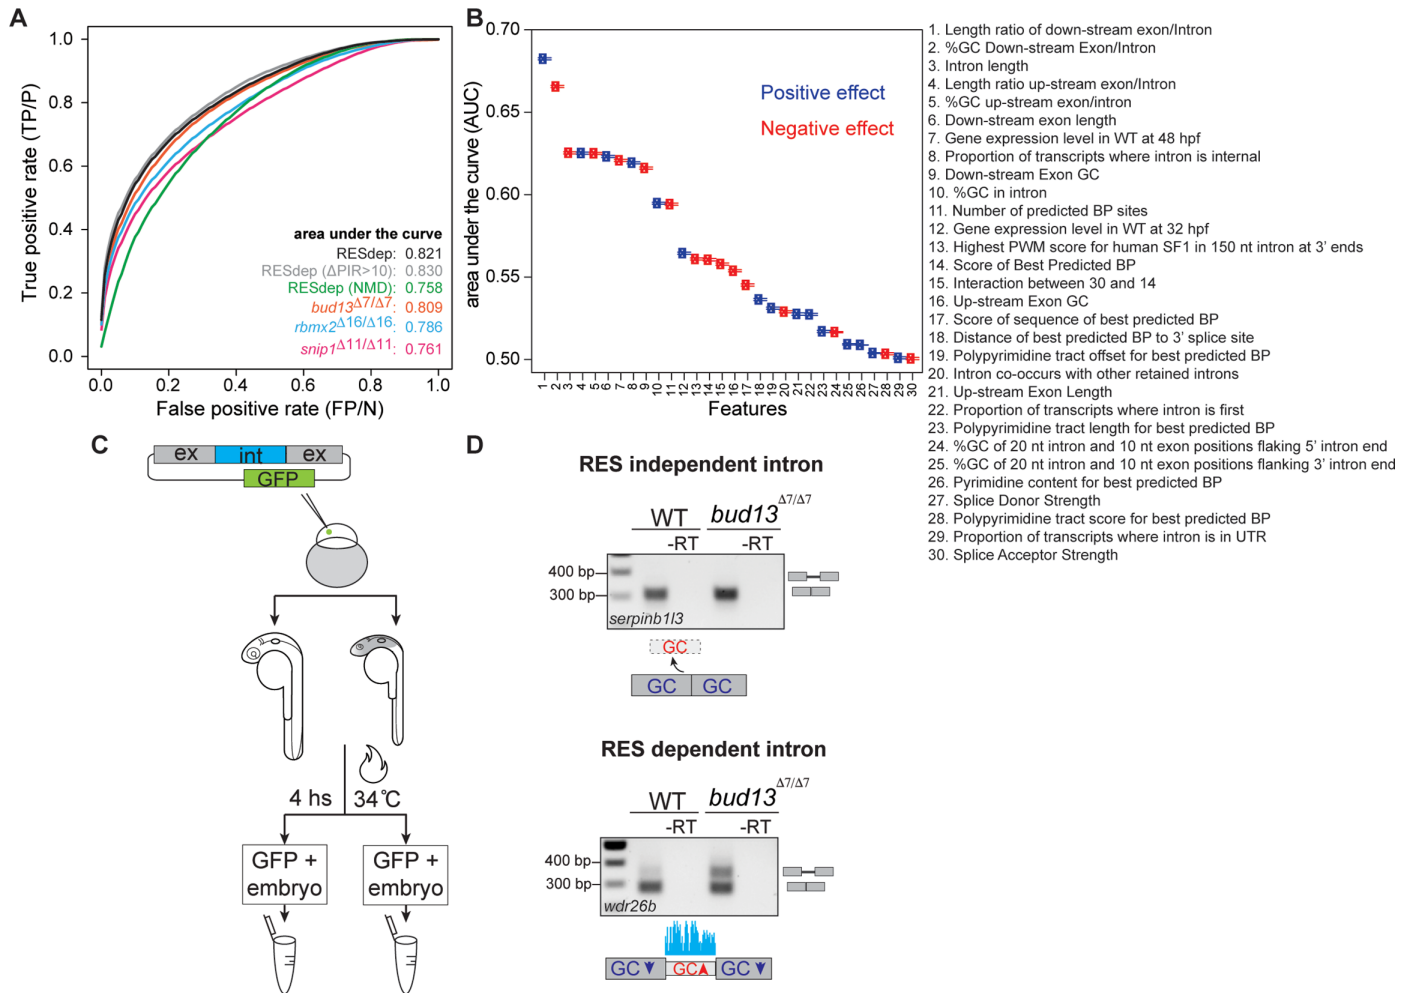 A
True positive rate (TP/P)
1.0
0.8
0.6
0.4
0.2
0.0
area under the curve
RESdep: 0.821
RESdep (ΔPIR>10): 0.830
RESdep (NMD): 0.758
bud13Δ7/Δ7: 0.809
rbmx2Δ16/Δ16: 0.786
snip1Δ11/Δ11: 0.761
0.0 0.2 0.4 0.6 0.8 1.0
False positive rate (FP/N)
B
area under the curve (AUC)
0.70
0.65
0.60
0.55
0.50
Positive effect
Negative effect
1 2 3 4 5 6 7 8 9 10 11 12 13 14 15 16 17 18 19 20 21 22 23 24 25 26 27 28 29 30
Features
1. Length ratio of down-stream exon/Intron
2. %GC Down-stream Exon/Intron
3. Intron length
4. Length ratio up-stream exon/Intron
5. %GC up-stream exon/intron
6. Down-stream exon length
7. Gene expression level in WT at 48 hpf
8. Proportion of transcripts where intron is internal
9. Down-stream Exon GC
10. %GC in intron
11. Number of predicted BP sites
12. Gene expression level in WT at 32 hpf
13. Highest PWM score for human SF1 in 150 nt intron at 3' ends
14. Score of Best Predicted BP
15. Interaction between 30 and 14
16. Up-stream Exon GC
17. Score of sequence of best predicted BP
18. Distance of best predicted BP to 3' splice site
19. Polypyrimidine tract offset for best predicted BP
20. Intron co-occurs with other retained introns
21. Up-stream Exon Length
22. Proportion of transcripts where intron is first
23. Polypyrimidine tract length for best predicted BP
24. %GC of 20 nt intron and 10 nt exon positions flaking 5' intron end
25. %GC of 20 nt intron and 10 nt exon positions flanking 3' intron end
26. Pyrimidine content for best predicted BP
27. Splice Donor Strength
28. Polypyrimidine tract score for best predicted BP
29. Proportion of transcripts where intron is in UTR
30. Splice Acceptor Strength
C
ex int ex
GFP
4 hs 34°C
GFP +
embryo
GFP +
embryo
D
RES independent intron
WT bud13Δ7/Δ7
-RT -RT
400 bp
300 bp
serpinb1l3
GC
GC GC
RES dependent intron
WT bud13Δ7/Δ7
-RT -RT
400 bp
300 bp
wdr26b
GC GC GC